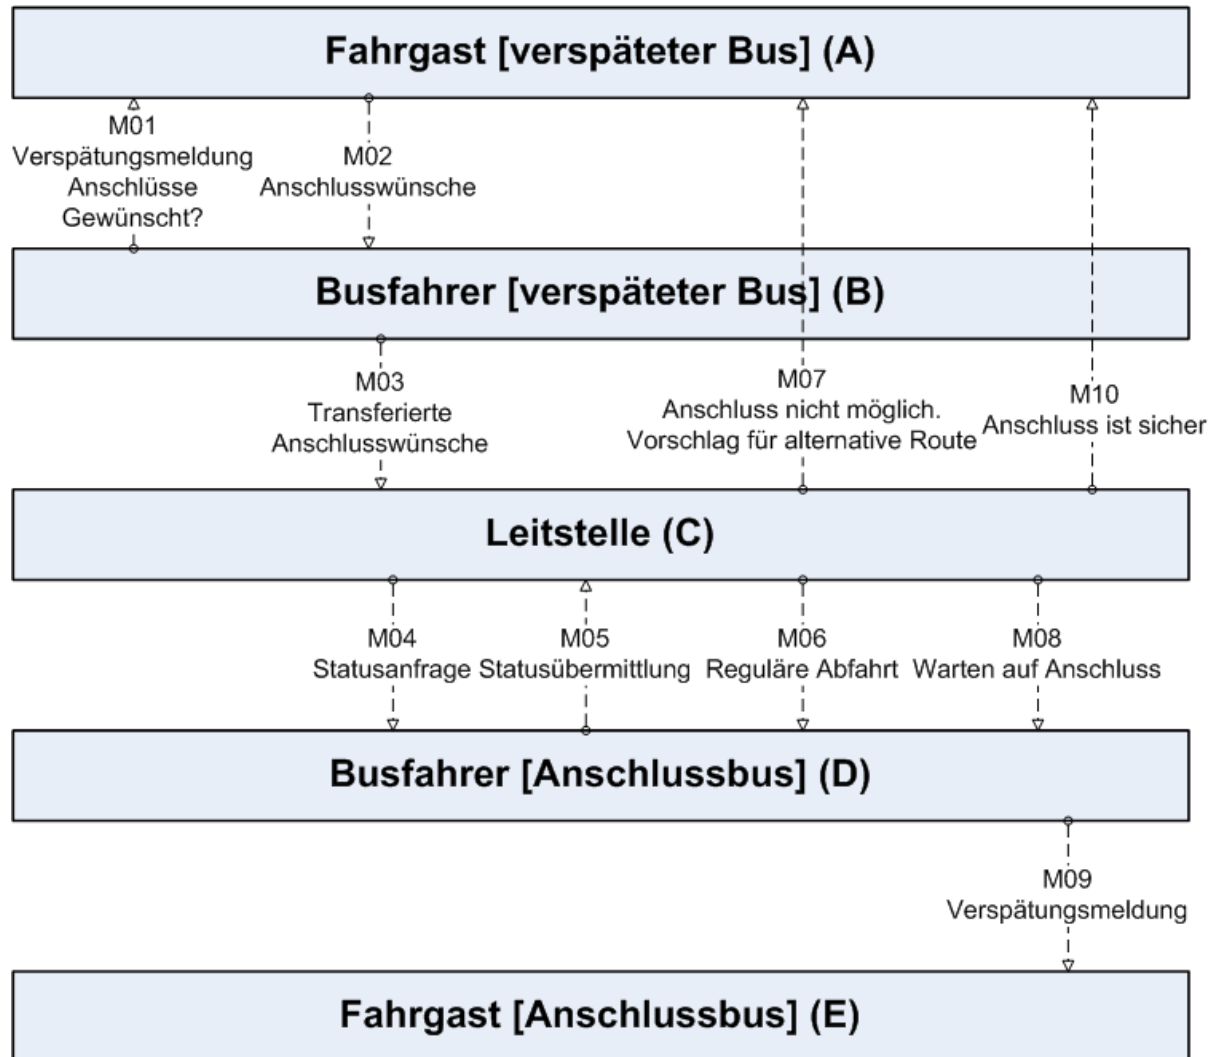 Fahrgast [verspäteter Bus] (A)
M01
Verspätungsmeldung
Anschlüsse
Gewünscht?
M02
Anschlusswünsche
Busfahrer [verspäteter Bus] (B)
M03
Transferierte
Anschlusswünsche
M07
Anschluss nicht möglich.
Vorschlag für alternative Route
M10
Anschluss ist sicher
Leitstelle (C)
M04
Statusanfrage
M05
Statusübermittlung
M06
Reguläre Abfahrt
M08
Warten auf Anschluss
Busfahrer [Anschlussbus] (D)
M09
Verspätungsmeldung
Fahrgast [Anschlussbus] (E)